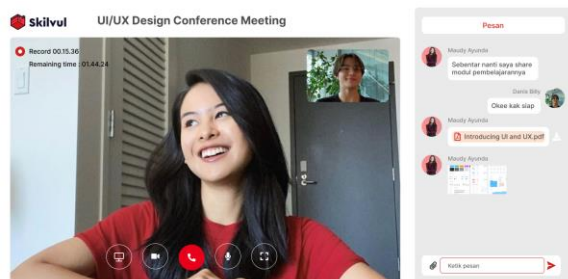 Skilvul
UI/UX Design Conference Meeting
Record 00.15.36
Remaining time : 01.44.24
Pesan
Maudy Ayunda
Sebentar nanti saya share
modul pembelajarannya
Denis Billy
Okee kak siap
Maudy Ayunda
Introducing UI and UX.pdf
Maudy Ayunda
Ketik pesan